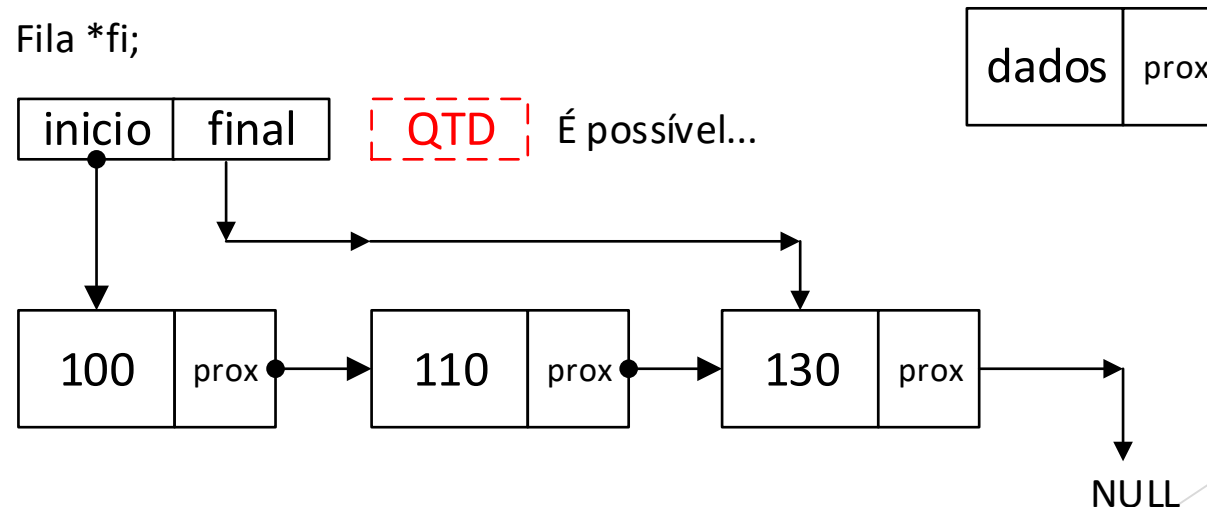 Fila *fi;
dados prox
inicio final QTD É possível...
100 prox 110 prox 130 prox
NULL